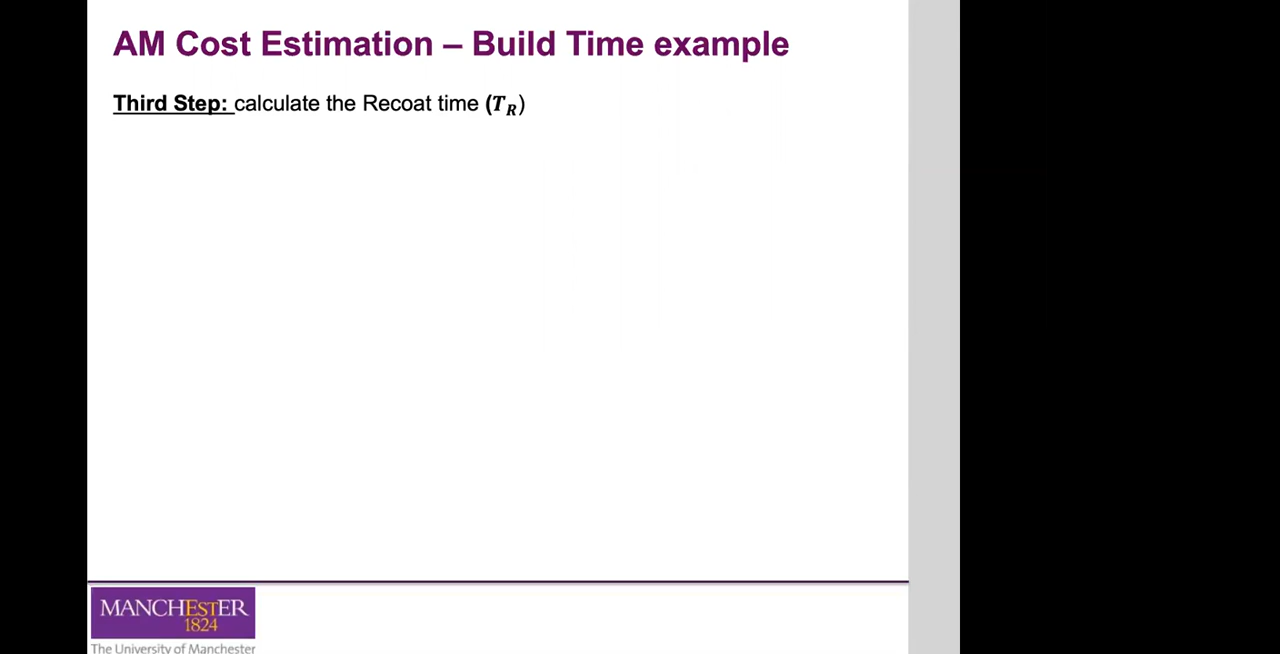 AM Cost Estimation – Build Time example
Third Step: calculate the Recoat time (T_R)
MANCHESTER
1824
The University of Manchester